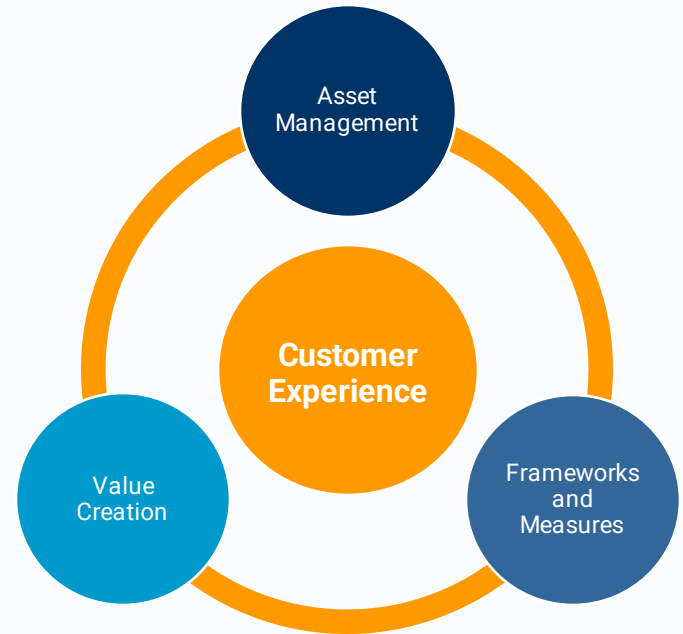 Asset
Management
Customer
Experience
Value
Creation
Frameworks
and
Measures